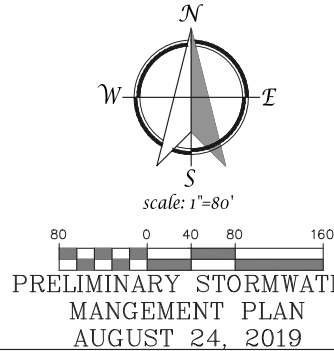 N
W E
S
scale: 1"=80'
80 0 40 80 160
PRELIMINARY STORMWAT
MANGEMENT PLAN
AUGUST 24, 2019